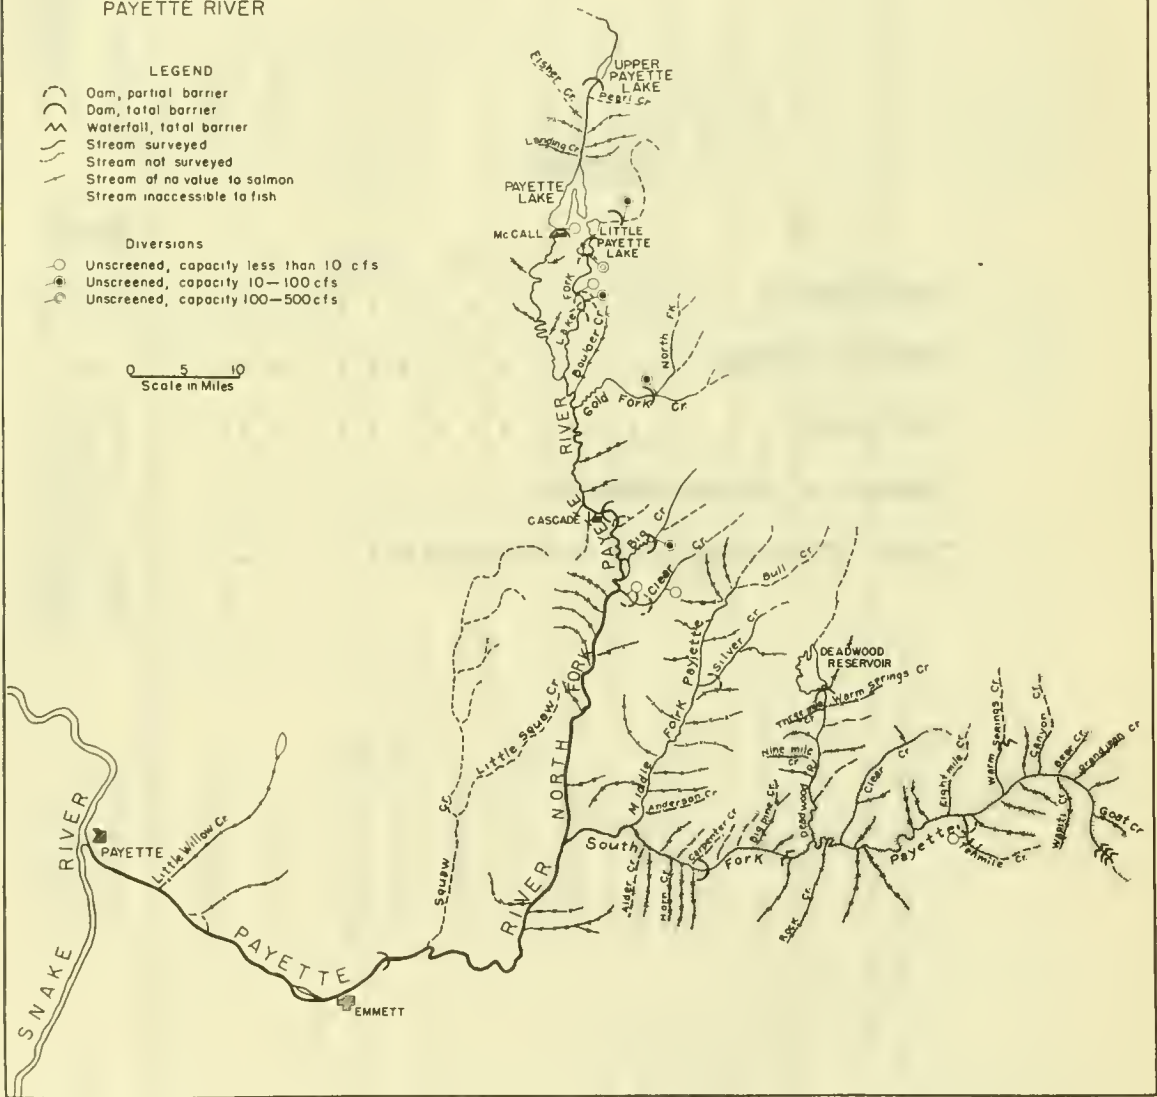 PAYETTE RIVER
LEGEND
Dam, partial barrier
Dam, total barrier
Waterfall, total barrier
Stream surveyed
Stream not surveyed
Stream of no value to salmon
Stream inaccessible to fish
Diversions
Unscreened, capacity less than 10 cfs
Unscreened, capacity 10—100 cfs
Unscreened, capacity 100—500 cfs
0 5 10
Scale in Miles
Fisher Cr.
UPPER
PAYETTE
LAKE
Pearl Cr
Landing Cr
PAYETTE
LAKE
McCALL
LITTLE
PAYETTE
LAKE
Lake Fork
Boulder Cr
North Fk
Gold Fork Cr.
RIVER
CASCADE
PAYETTE
Big Cr
Clear Cr.
Bull Cr
Middle Fork Payette
Silver Cr
DEADWOOD
RESERVOIR
Warm Springs Cr
Nine mile Cr
Deadwood R.
Clear Cr
Eight mile Cr.
Warm Springs Cr.
Canyon Cr.
Bear Cr.
Grandjean Cr
Goat Cr
Wapiti Cr
Tenmile Cr.
NORTH FORK
Little Squaw Cr
Squaw Cr.
Anderson Cr
Carpenter Cr
Big pine Cr.
South Fork Payette
Alder Cr
Horn Cr.
Rock Cr.
SNAKE RIVER
PAYETTE
Little Willow Cr
PAYETTE RIVER
EMMETT